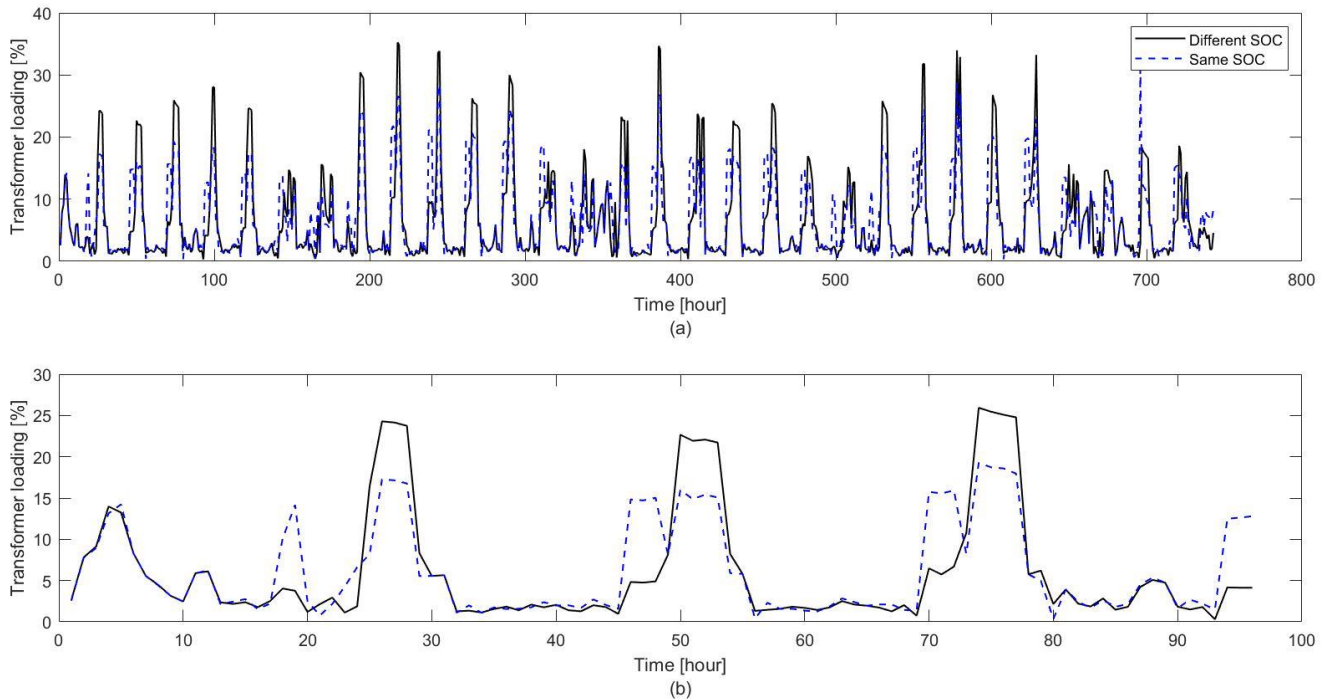 40
30
20
10
0
Transformer loading [%]
Different SOC
Same SOC
0 100 200 300 400 500 600 700 800
Time [hour]
(a)
30
25
20
15
10
5
0
Transformer loading [%]
0 10 20 30 40 50 60 70 80 90 100
Time [hour]
(b)